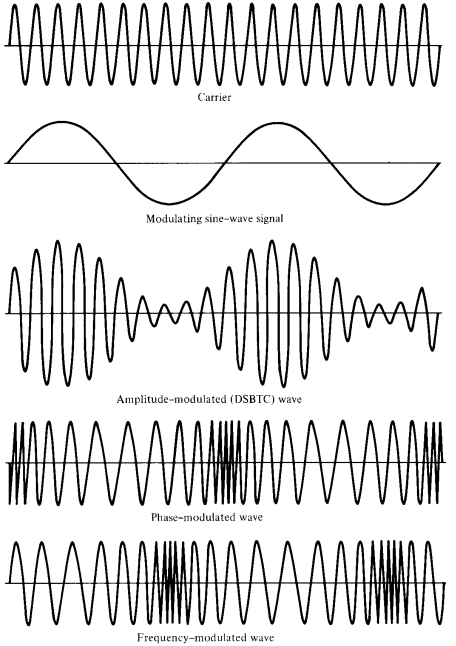 Carrier
Modulating sine-wave signal
Amplitude-modulated (DSBTC) wave
Phase-modulated wave
Frequency-modulated wave